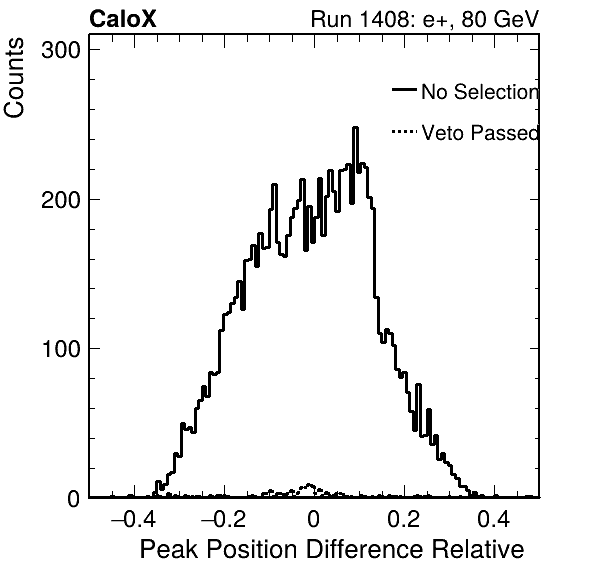 CaloX
Run 1408: e+, 80 GeV
Counts
300
No Selection
Veto Passed
200
100
0
−0.4 −0.2 0 0.2 0.4
Peak Position Difference Relative